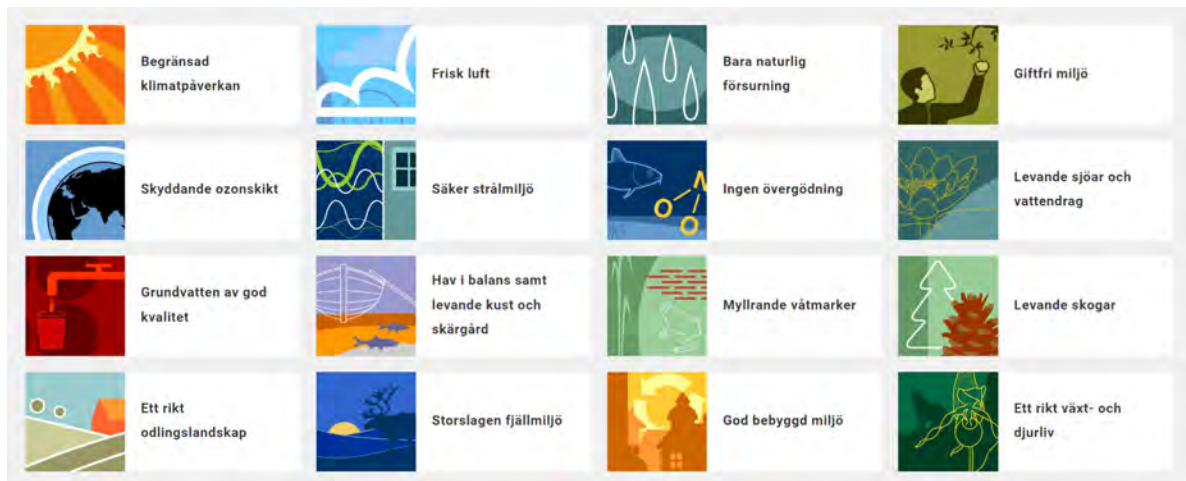 Begränsad
klimatpåverkan
Frisk luft
Bara naturlig
försurning
Giftfri miljö
Skyddande ozonskikt
Säker strålmiljö
Ingen övergödning
N
O
O
Levande sjöar och
vattendrag
Grundvatten av god
kvalitet
Hav i balans samt
levande kust och
skärgård
Myllrande våtmarker
Levande skogar
Ett rikt
odlingslandskap
Storslagen fjällmiljö
God bebyggd miljö
Ett rikt växt- och
djurliv